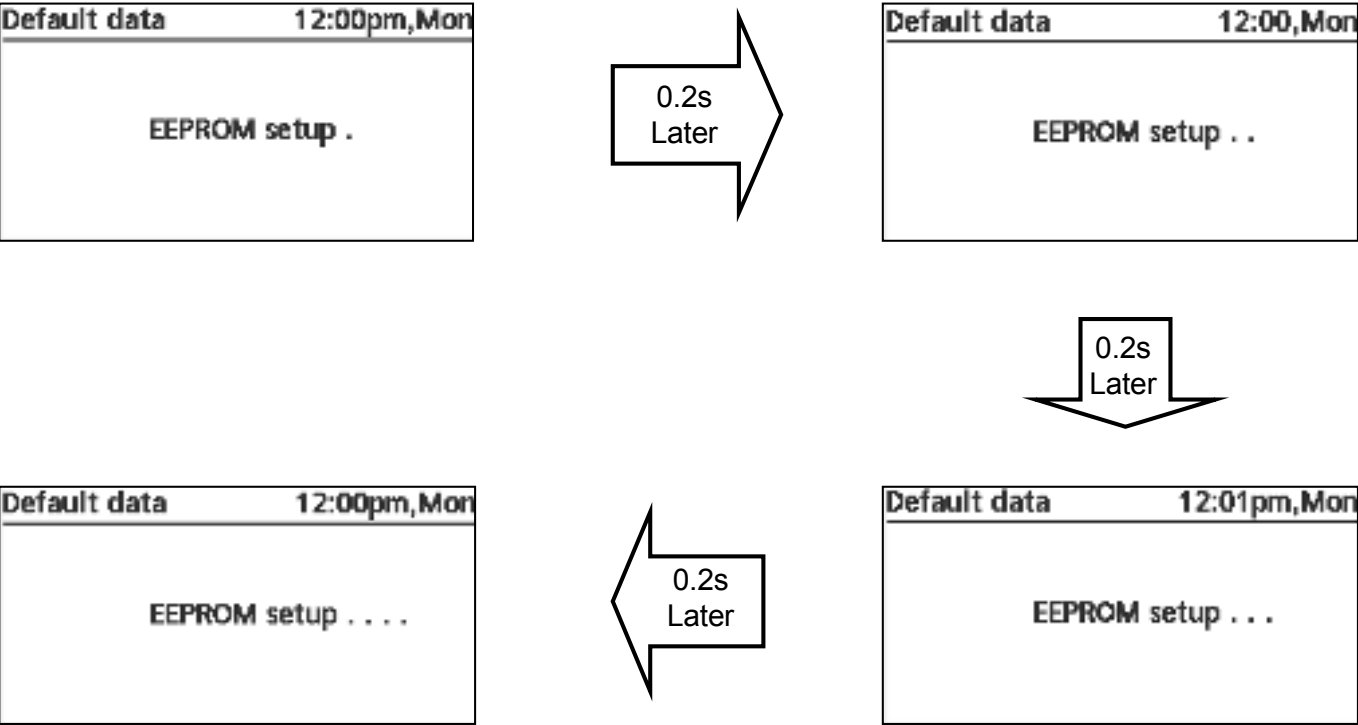 Default data 12:00pm,Mon
EEPROM setup .
0.2s
Later
Default data 12:00,Mon
EEPROM setup . .
0.2s
Later
Default data 12:01pm,Mon
EEPROM setup . . .
0.2s
Later
Default data 12:00pm,Mon
EEPROM setup . . . .